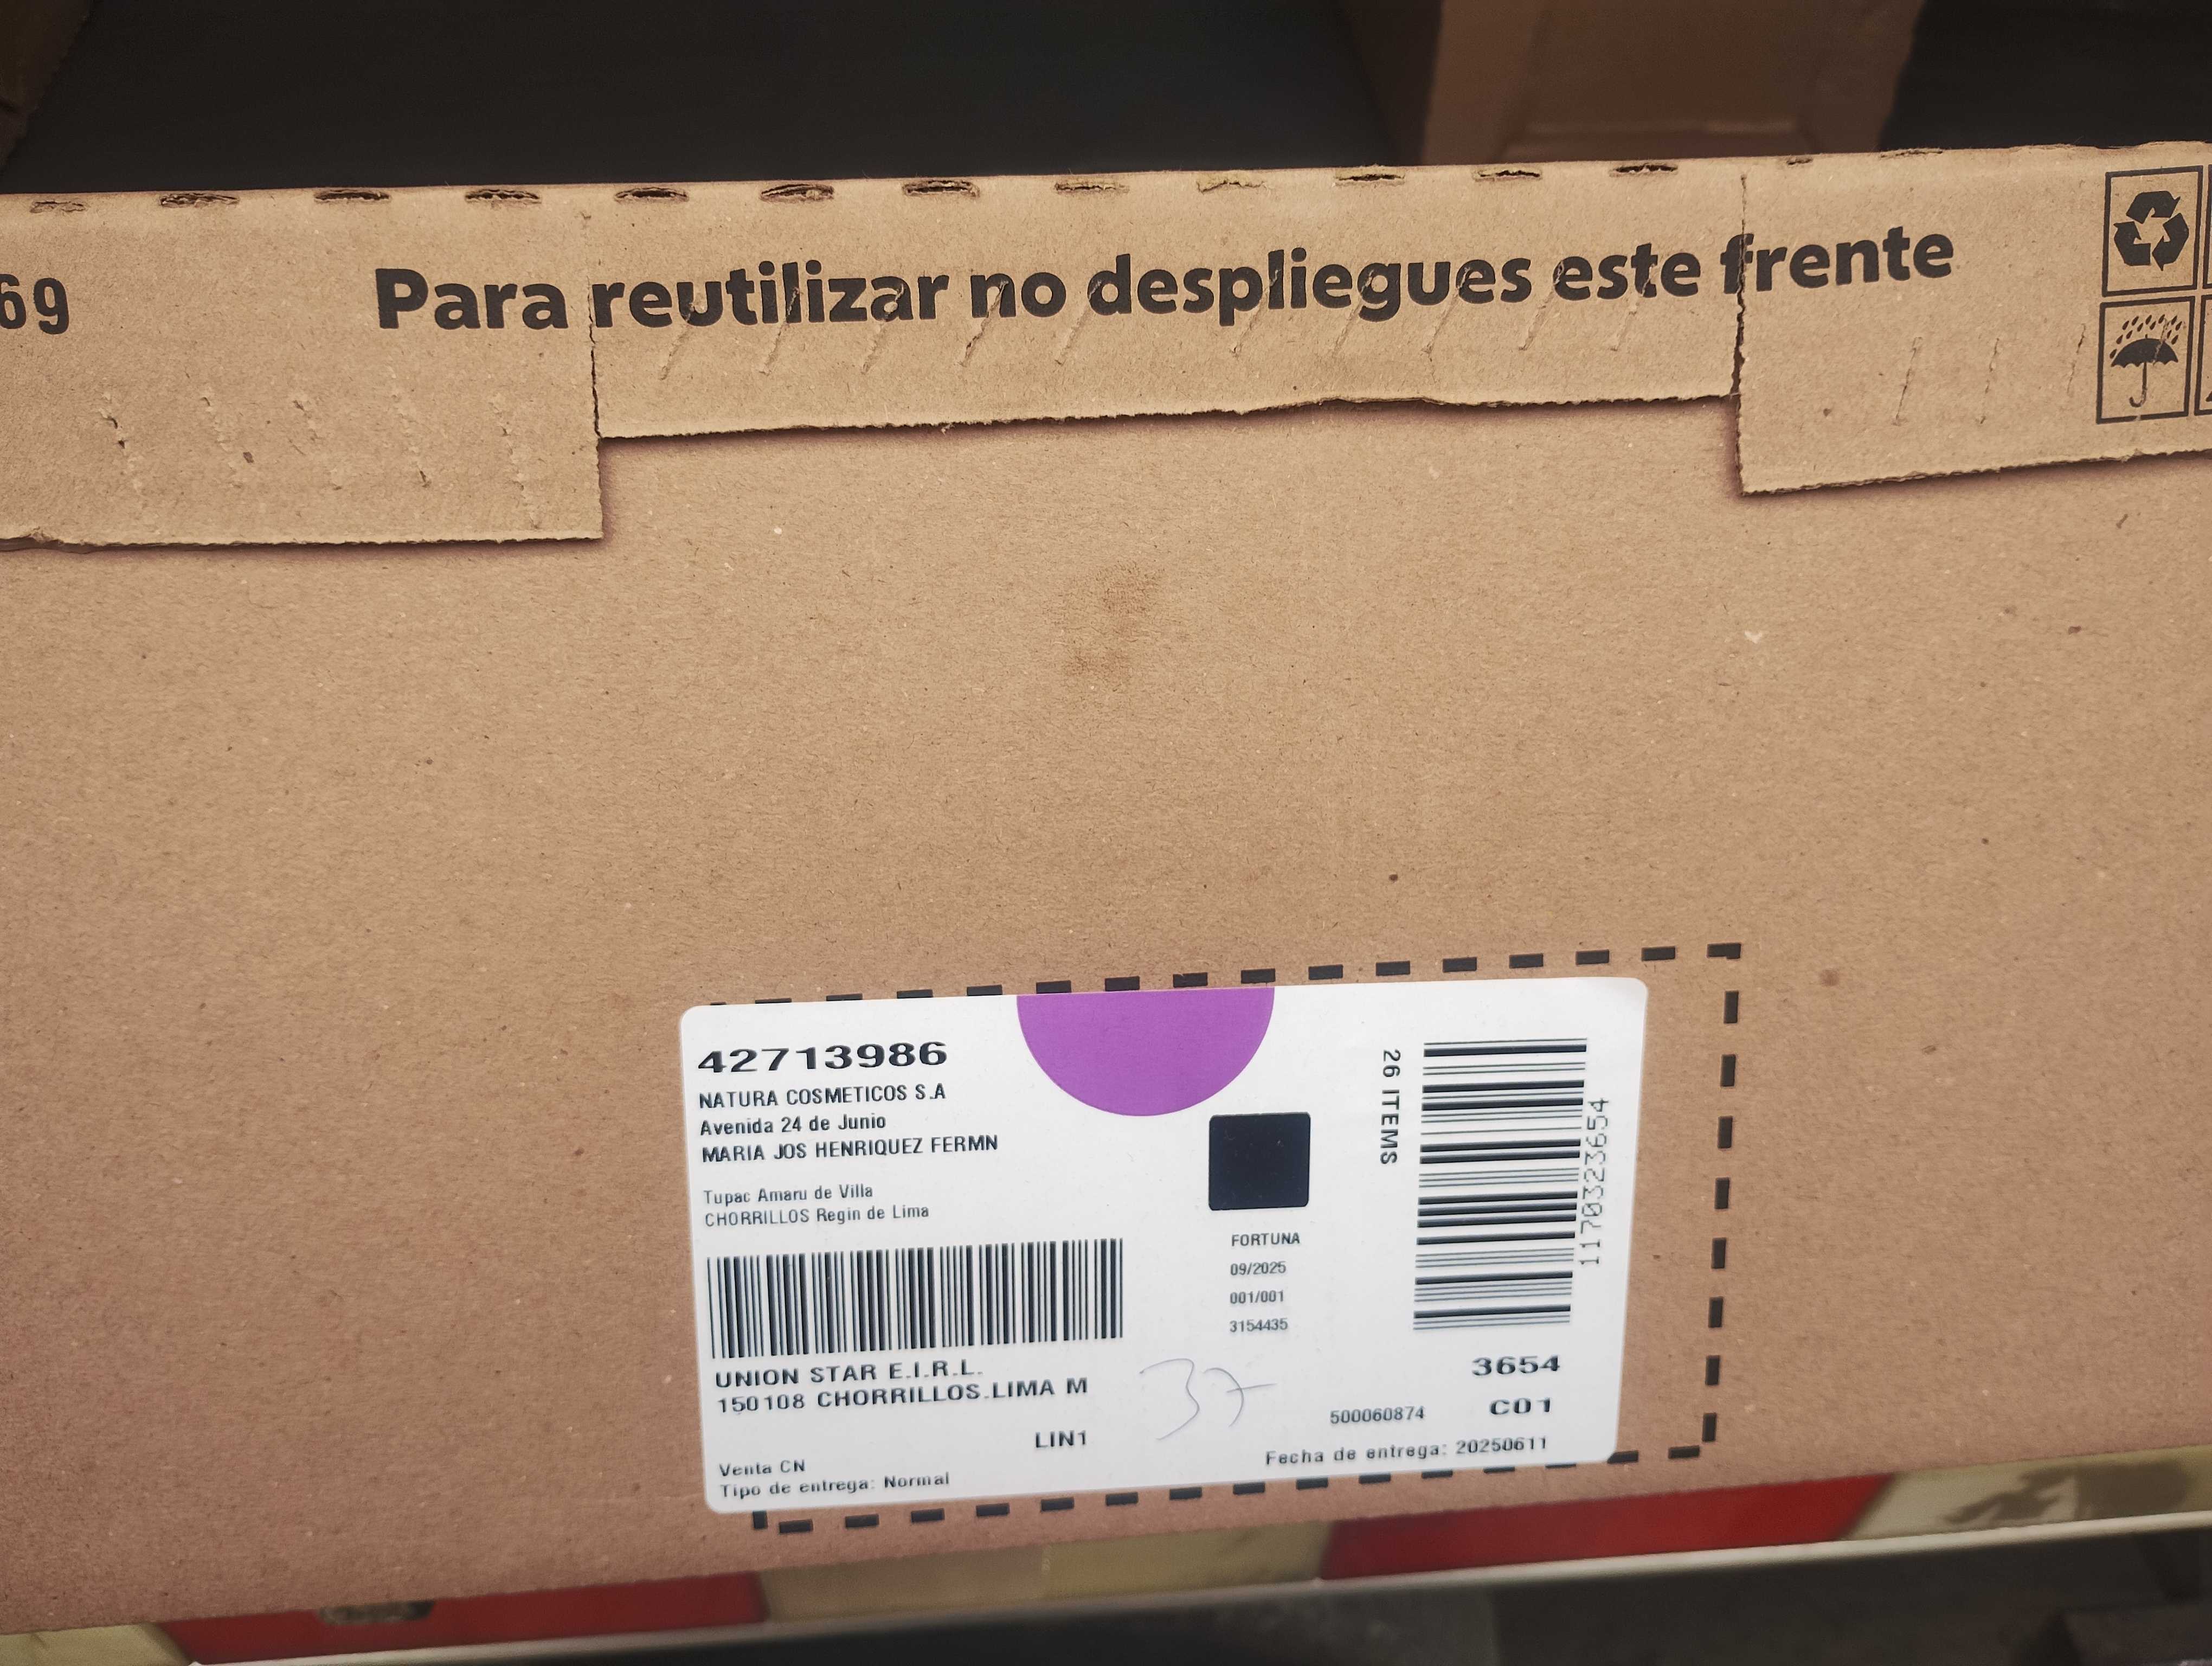 69
Para reutilizar no despliegues este frente
42713986
NATURA COSMETICOS S.A
Avenida 24 de Junio
MARIA JOS HENRIQUEZ FERMN
Tupac Amaru de Villa
CHORRILLOS Regin de Lima
UNION STAR E.I.R.L.
150108 CHORRILLOS.LIMA M
LIN1
Venta CN
Tipo de entrega: Normal
FORTUNA
09/2025
001/001
3154435
37
26 ITEMS
1170323654
3654
500060874
C01
Fecha de entrega: 20250611